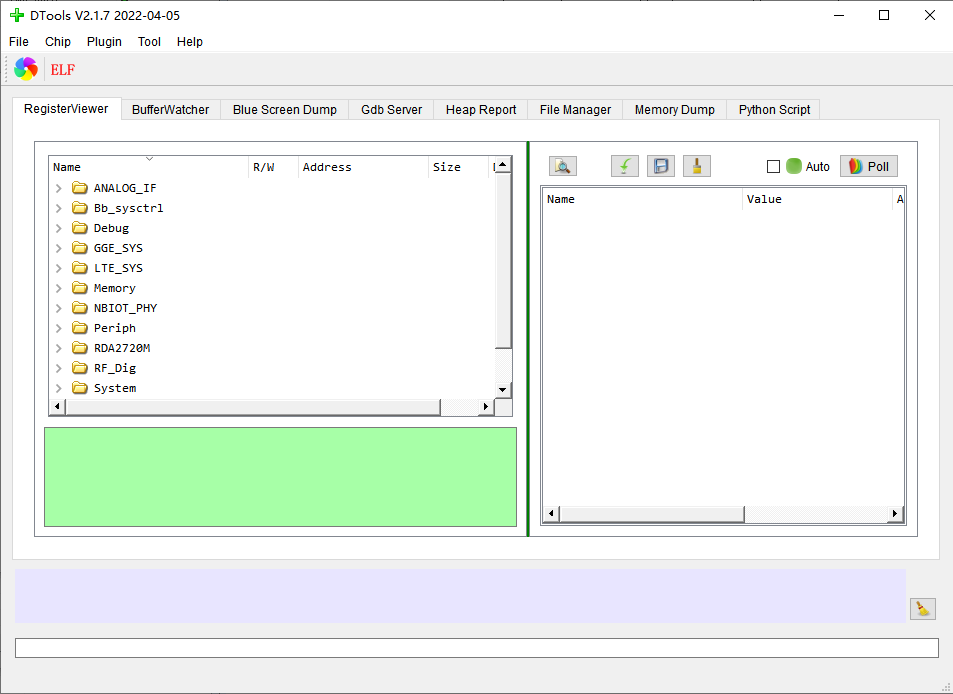 DTools V2.1.7 2022-04-05
File Chip Plugin Tool Help
ELF
RegisterViewer BufferWatcher Blue Screen Dump Gdb Server Heap Report File Manager Memory Dump Python Script
Name R/W Address Size
ANALOG_IF
Bb_sysctrl
Debug
GGE_SYS
LTE_SYS
Memory
NBIOT_PHY
Periph
RDA2720M
RF_Dig
System
Auto Poll
Name Value A